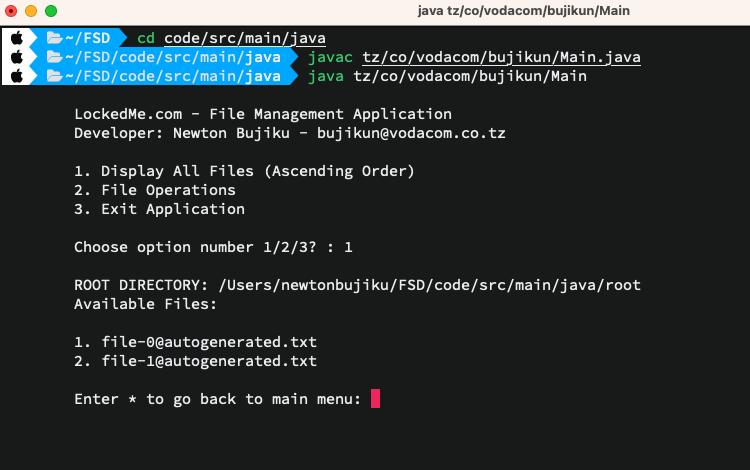 java tz/co/vodacom/bujikun/Main
~/FSD cd code/src/main/java
~/FSD/code/src/main/java javac tz/co/vodacom/bujikun/Main.java
~/FSD/code/src/main/java java tz/co/vodacom/bujikun/Main
LockedMe.com - File Management Application
Developer: Newton Bujiku - bujikun@vodacom.co.tz
1. Display All Files (Ascending Order)
2. File Operations
3. Exit Application
Choose option number 1/2/3? : 1
ROOT DIRECTORY: /Users/newtonbujiku/FSD/code/src/main/java/root
Available Files:
1. file-0@autogenerated.txt
2. file-1@autogenerated.txt
Enter * to go back to main menu: